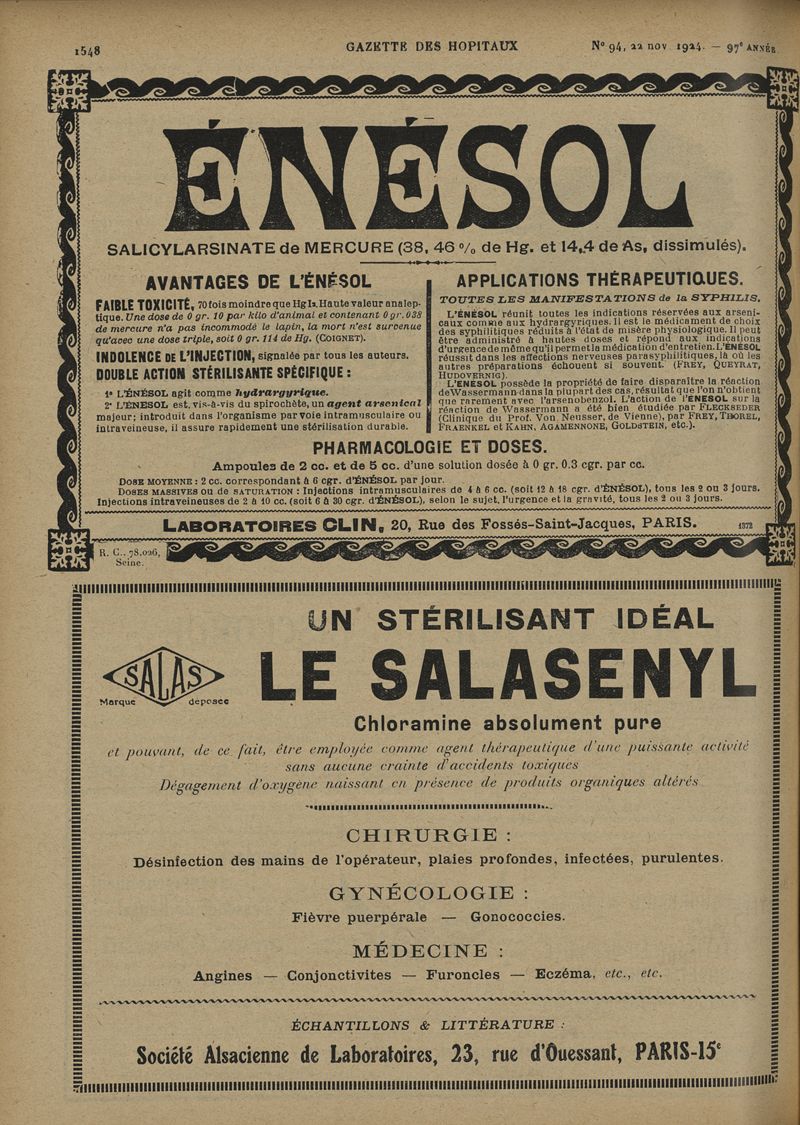 1548
GAZETTE DES HOPITAUX
N° 94, 22 nov 1924. — 97e ANNÉE
ÉNÉSOL
SALICYLARSINATE de MERCURE (38, 46 % de Hg. et 14,4 de As, dissimulés).
AVANTAGES DE L'ÉNÉSOL
FAIBLE TOXICITÉ, 70 fois moindre que Hg I2. Haute valeur analep-
tique. Une dose de 0 gr. 10 par kilo d'animal et contenant 0 gr. 038
de mercure n'a pas incommodé le lapin, la mort n'est survenue
qu'avec une dose triple, soit 0 gr. 114 de Hg. (COIGNET).
INDOLENCE DE L'INJECTION, signalée par tous les auteurs.
DOUBLE ACTION STÉRILISANTE SPÉCIFIQUE :
1° L'ÉNÉSOL agit comme hydrargyrique.
2° L'ÉNESOL est, vis-à-vis du spirochète, un agent arsenical
majeur; introduit dans l'organisme par voie intramusculaire ou
intraveineuse, il assure rapidement une stérilisation durable.
APPLICATIONS THÉRAPEUTIQUES.
TOUTES LES MANIFESTATIONS de la SYPHILIS.
L'ÉNÉSOL réunit toutes les indications réservées aux arseni-
caux comme aux hydrargyriques. Il est le médicament de choix
des syphilitiques réduits à l'état de misère physiologique. Il peut
être administré à hautes doses et répond aux indications
d'urgence de même qu'il permet la médication d'entretien. L'ÉNÉSOL
réussit dans les affections nerveuses parasyphilitiques, là où les
autres préparations échouent si souvent. (FREY, QUEYRAT,
HUDOVERNIG).
L'ÉNÉSOL possède la propriété de faire disparaître la réaction
de Wassermann dans la plupart des cas, résultat que l'on n'obtient
que rarement avec l'arsenobenzol. L'action de l'ENÉSOL sur la
réaction de Wassermann a été bien étudiée par FLECKSEDER
(Clinique du Prof. Von Neusser, de Vienne), par FREY, TIBOREL,
FRAENKEL et KAHN, AGAMENNONE, GOLDSTEIN, etc.).
PHARMACOLOGIE ET DOSES.
Ampoules de 2 cc. et de 5 cc. d'une solution dosée à 0 gr. 0.3 cgr. par cc.
DOSE MOYENNE : 2 cc. correspondant à 6 cgr. d'ÉNÉSOL par jour.
DOSES MASSIVES OU DE SATURATION : Injections intramusculaires de 4 à 6 cc. (soit 12 à 18 cgr. d'ÉNÉSOL), tous les 2 ou 3 jours.
Injections intraveineuses de 2 à 10 cc. (soit 6 à 30 cgr. d'ÉNÉSOL), selon le sujet, l'urgence et la gravité, tous les 2 ou 3 jours.
LABORATOIRES CLIN, 20, Rue des Fossés-Saint-Jacques, PARIS. 1372
R. C., 78.026,
Seine.
UN STÉRILISANT IDÉAL
SALAS
Marque deposee
LE SALASENYL
Chloramine absolument pure
et pouvant, de ce fait, être employée comme agent thérapeutique d'une puissante activité
sans aucune crainte d'accidents toxiques
Dégagement d'oxygène naissant en présence de produits organiques altérés
CHIRURGIE :
Désinfection des mains de l'opérateur, plaies profondes, infectées, purulentes.
GYNÉCOLOGIE :
Fièvre puerpérale — Gonococcies.
MÉDECINE :
Angines — Conjonctivites — Furoncles — Eczéma, etc., etc.
ÉCHANTILLONS & LITTÉRATURE :
Société Alsacienne de Laboratoires, 23, rue d'Ouessant, PARIS-15e